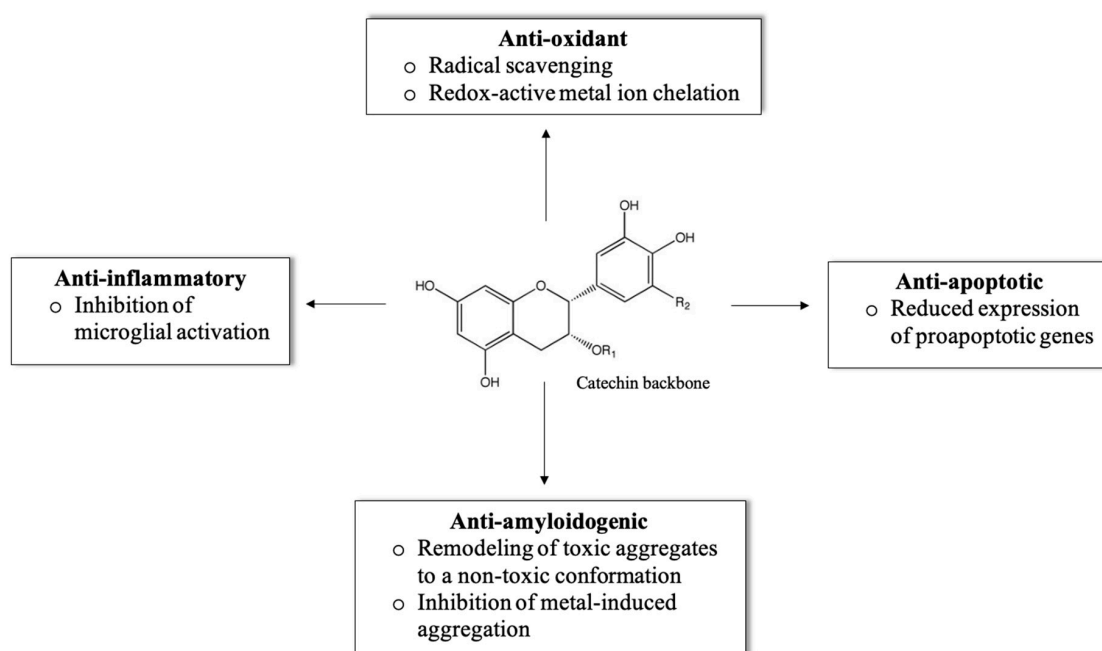 Anti-oxidant
○ Radical scavenging
○ Redox-active metal ion chelation
Anti-inflammatory
○ Inhibition of
microglial activation
OH
OH
HO
O
R₂
OR₁
OH
Catechin backbone
Anti-apoptotic
○ Reduced expression
of proapoptotic genes
Anti-amyloidogenic
○ Remodeling of toxic aggregates
to a non-toxic conformation
○ Inhibition of metal-induced
aggregation